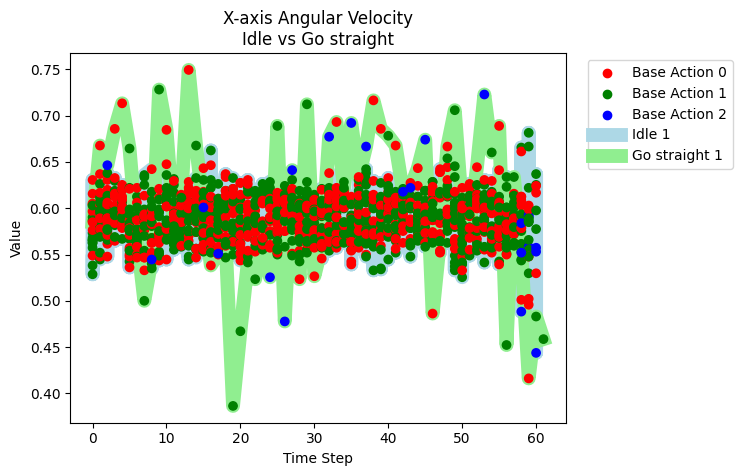 X-axis Angular Velocity
Idle vs Go straight
0.75
0.70
0.65
0.60
0.55
0.50
0.45
0.40
Value
0
10
20
30
40
50
60
Time Step
Base Action 0
Base Action 1
Base Action 2
Idle 1
Go straight 1